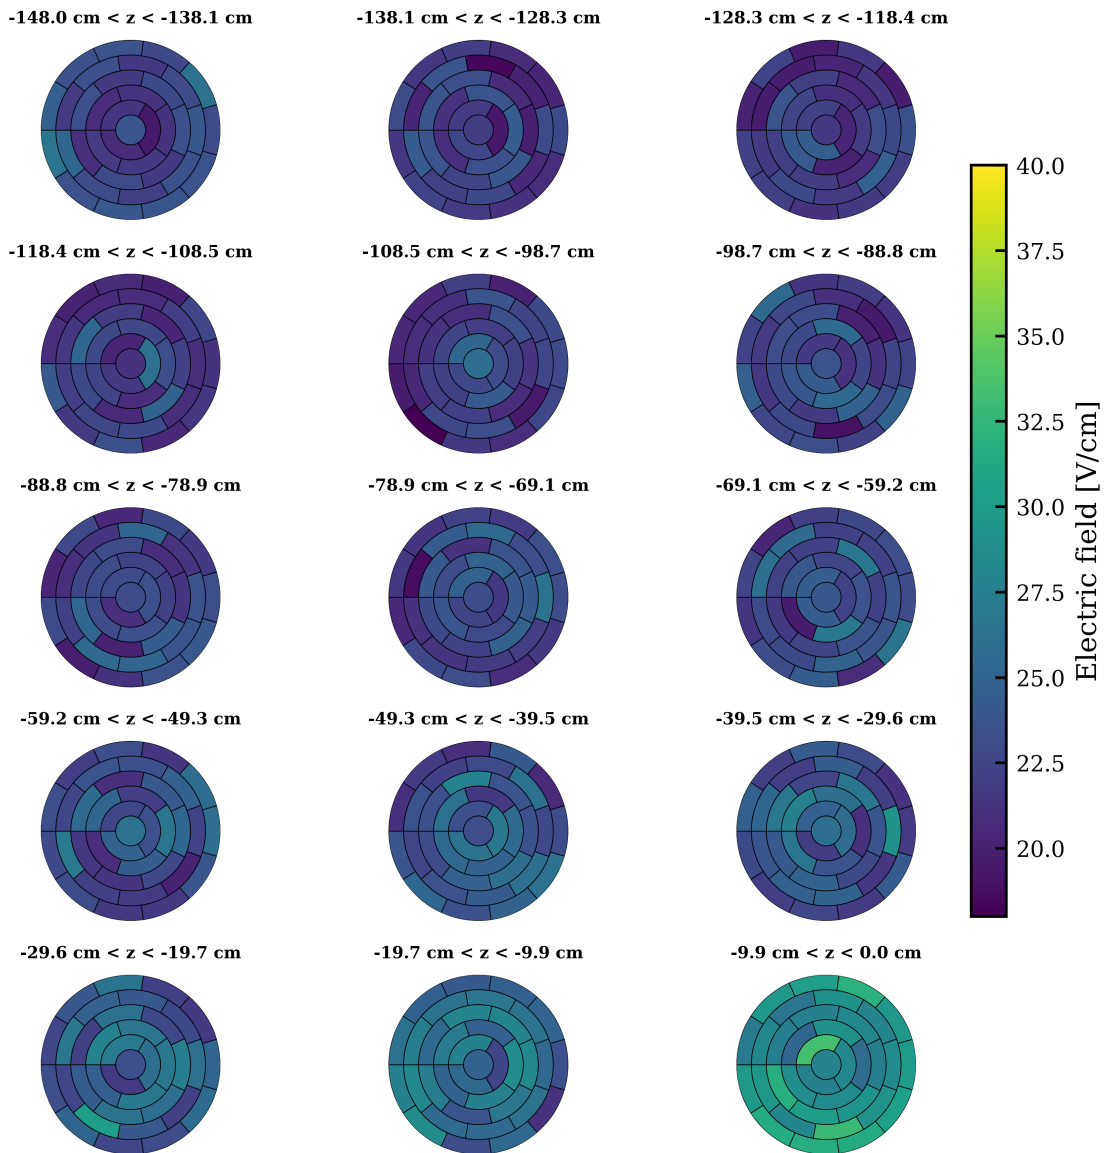 -148.0 cm < z < -138.1 cm
-138.1 cm < z < -128.3 cm
-128.3 cm < z < -118.4 cm
-118.4 cm < z < -108.5 cm
-108.5 cm < z < -98.7 cm
-98.7 cm < z < -88.8 cm
-88.8 cm < z < -78.9 cm
-78.9 cm < z < -69.1 cm
-69.1 cm < z < -59.2 cm
-59.2 cm < z < -49.3 cm
-49.3 cm < z < -39.5 cm
-39.5 cm < z < -29.6 cm
-29.6 cm < z < -19.7 cm
-19.7 cm < z < -9.9 cm
-9.9 cm < z < 0.0 cm
40.0
37.5
35.0
32.5
30.0
27.5
25.0
22.5
20.0
Electric field [V/cm]